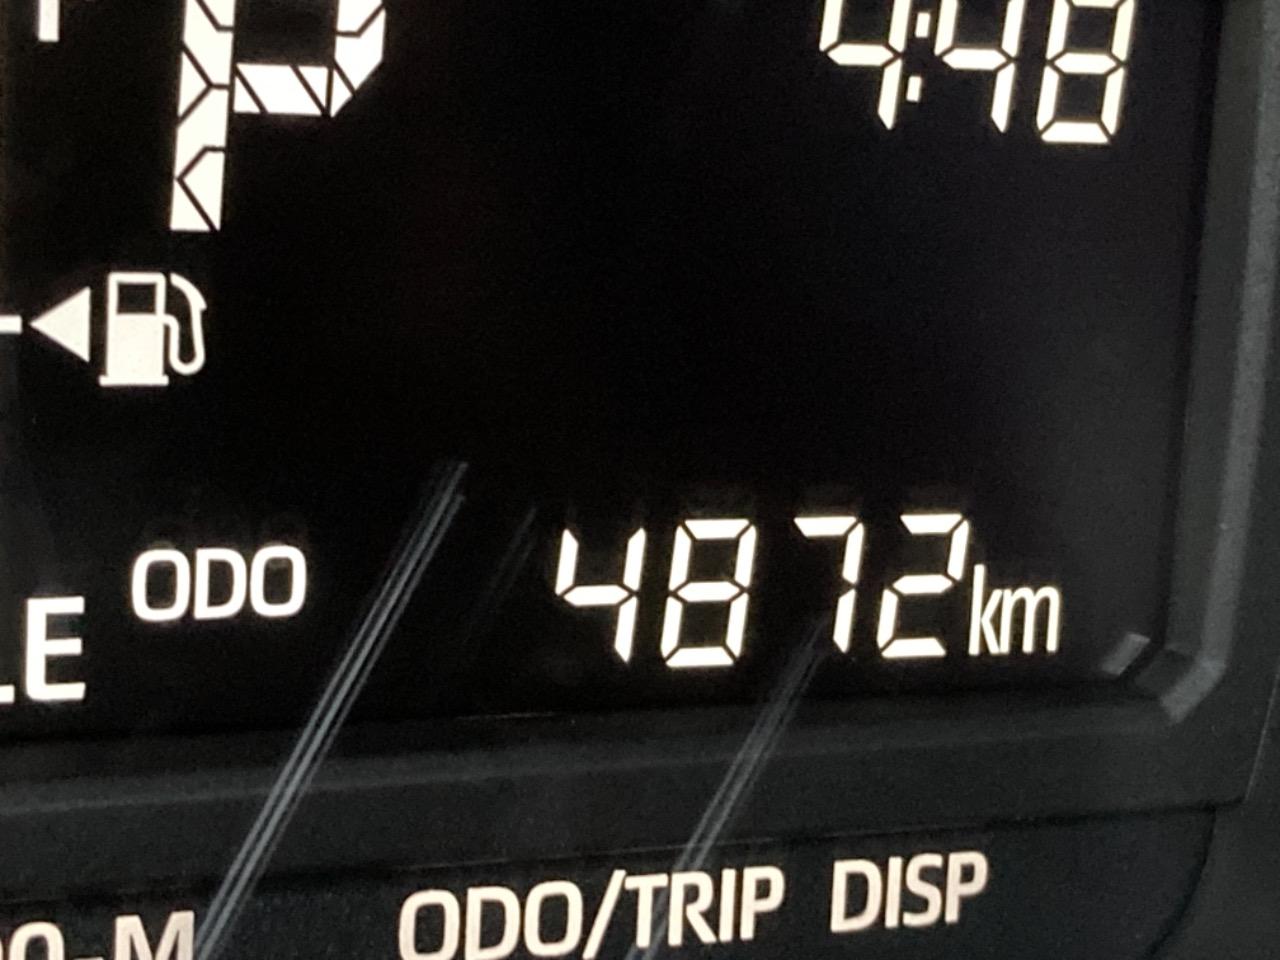 P
4:48
ODO 4872km
ODO/TRIP DISP